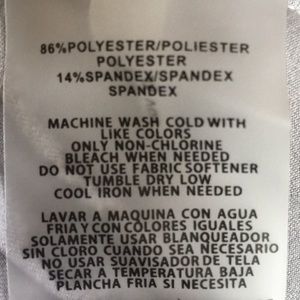 86%POLYESTER/POLIESTER
POLYESTER
14%SPANDEX/SPANDEX
SPANDEX
MACHINE WASH COLD WITH
LIKE COLORS
ONLY NON-CHLORINE
BLEACH WHEN NEEDED
DO NOT USE FABRIC SOFTENER
TUMBLE DRY LOW
COOL IRON WHEN NEEDED
LAVAR A MAQUINA CON AGUA
FRIA Y CON COLORES IGUALES
SOLAMENTE USAR BLANQUEADOR
SIN CLORO CUANDO SEA NECESARIO
NO USAR SUAVISADOR DE TELA
SECAR A TEMPERATURA BAJA
PLANCHA FRIA SI NECESITA